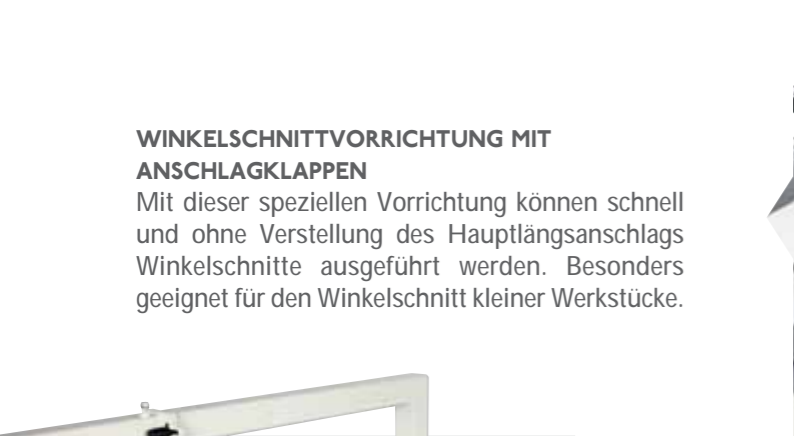 WINKELSCHNITTVORRICHTUNG MIT
ANSCHLAGKLAPPEN
Mit dieser speziellen Vorrichtung können schnell
und ohne Verstellung des Hauptlängsanschlags
Winkelschnitte ausgeführt werden. Besonders
geeignet für den Winkelschnitt kleiner Werkstücke.